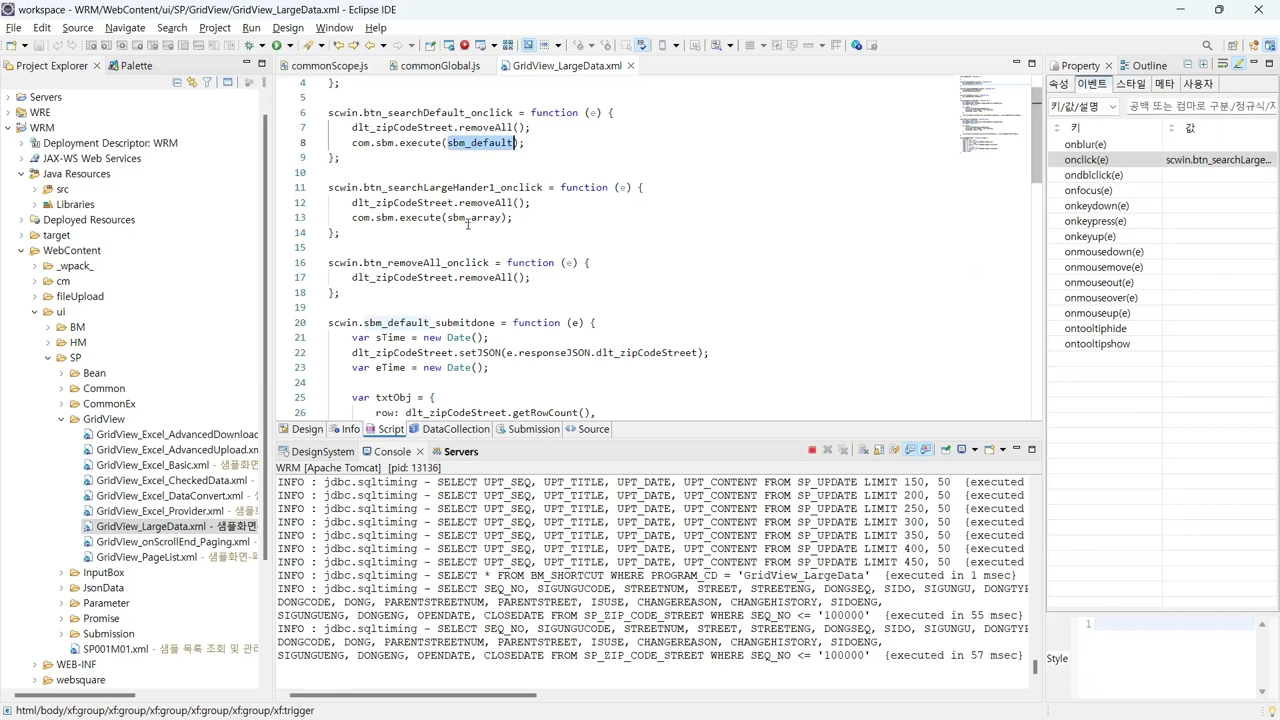 workspace - WRM/WebContent/ui/SP/GridView/GridView_LargeData.xml - Eclipse IDE
File Edit Source Navigate Search Project Run Design Window Help
Project Explorer
Palette
commonScope.js
commonGlobal.js
GridView_LargeData.xml
Property
Outline
Servers
WRE
WRM
Deployment Descriptor: WRM
JAX-WS Web Services
Java Resources
src
Libraries
Deployed Resources
target
WebContent
_wpack_
cm
fileUpload
ui
BM
HM
SP
Bean
Common
CommonEx
GridView
GridView_Excel_AdvancedDownload
GridView_Excel_AdvancedUpload.xm
GridView_Excel_Basic.xml - 샘플화면
GridView_Excel_CheckedData.xml
GridView_Excel_DataConvert.xml
GridView_Excel_Provider.xml - 샘플
GridView_LargeData.xml - 샘플화면
GridView_onScrollEnd_Paging.xml
GridView_PageList.xml - 샘플화면-페
InputBox
JsonData
Parameter
Promise
Submission
SP001M01.xml - 샘플 목록 조회 및 관리
WEB-INF
websquare
4 };
5
6 scwin.btn_searchDefault_onclick = function (e) {
7 dlt_zipCodeStreet.removeAll();
8 com.sbm.execute(sbm_default);
9 };
10
11 scwin.btn_searchLargeHander1_onclick = function (e) {
12 dlt_zipCodeStreet.removeAll();
13 com.sbm.execute(sbm_array);
14 };
15
16 scwin.btn_removeAll_onclick = function (e) {
17 dlt_zipCodeStreet.removeAll();
18 };
19
20 scwin.sbm_default_submitdone = function (e) {
21 var sTime = new Date();
22 dlt_zipCodeStreet.setJSON(e.responseJSON.dlt_zipCodeStreet);
23 var eTime = new Date();
24
25 var txtObj = {
26 row: dlt_zipCodeStreet.getRowCount(),
Design Info Script DataCollection Submission Source
DesignSystem Console Servers
WRM [Apache Tomcat] [pid: 13136]
INFO : jdbc.sqltiming - SELECT UPT_SEQ, UPT_TITLE, UPT_DATE, UPT_CONTENT FROM SP_UPDATE LIMIT 150, 50 {executed
INFO : jdbc.sqltiming - SELECT UPT_SEQ, UPT_TITLE, UPT_DATE, UPT_CONTENT FROM SP_UPDATE LIMIT 200, 50 {executed
INFO : jdbc.sqltiming - SELECT UPT_SEQ, UPT_TITLE, UPT_DATE, UPT_CONTENT FROM SP_UPDATE LIMIT 250, 50 {executed
INFO : jdbc.sqltiming - SELECT UPT_SEQ, UPT_TITLE, UPT_DATE, UPT_CONTENT FROM SP_UPDATE LIMIT 300, 50 {executed
INFO : jdbc.sqltiming - SELECT UPT_SEQ, UPT_TITLE, UPT_DATE, UPT_CONTENT FROM SP_UPDATE LIMIT 350, 50 {executed
INFO : jdbc.sqltiming - SELECT UPT_SEQ, UPT_TITLE, UPT_DATE, UPT_CONTENT FROM SP_UPDATE LIMIT 400, 50 {executed
INFO : jdbc.sqltiming - SELECT UPT_SEQ, UPT_TITLE, UPT_DATE, UPT_CONTENT FROM SP_UPDATE LIMIT 450, 50 {executed
INFO : jdbc.sqltiming - SELECT * FROM BM_SHORTCUT WHERE PROGRAM_CD = 'GridView_LargeData' {executed in 1 msec}
INFO : jdbc.sqltiming - SELECT SEQ_NO, SIGUNGUCODE, STREETNUM, STREET, STREETENG, DONGSEQ, SIDO, SIGUNGU, DONGTYP
DONGCODE, DONG, PARENTSTREETNUM, PARENTSTREET, ISUSE, CHANGEREASON, CHANGEHISTORY, SIDOENG,
SIGUNGUENG, DONGENG, OPENDATE, CLOSEDATE FROM SP_ZIP_CODE_STREET WHERE SEQ_NO <= '100000' {executed in 55 msec}
INFO : jdbc.sqltiming - SELECT SEQ_NO, SIGUNGUCODE, STREETNUM, STREET, STREETENG, DONGSEQ, SIDO, SIGUNGU, DONGTYP
DONGCODE, DONG, PARENTSTREETNUM, PARENTSTREET, ISUSE, CHANGEREASON, CHANGEHISTORY, SIDOENG,
SIGUNGUENG, DONGENG, OPENDATE, CLOSEDATE FROM SP_ZIP_CODE_STREET WHERE SEQ_NO <= '100000' {executed in 57 msec}
속성 이벤트 스타일 메타 사용자
/설명
컴마로 구분,/정규식/
키 값
onblur(e)
onclick(e) scwin.btn_searchLarge...
ondblclick(e)
onfocus(e)
onkeydown(e)
onkeypress(e)
onkeyup(e)
onmousedown(e)
onmousemove(e)
onmouseout(e)
onmouseover(e)
onmouseup(e)
ontooltiphide
ontooltipshow
1
Style
html/body/xf:group/xf:group/xf:group/xf:group/xf:group/xf:trigger